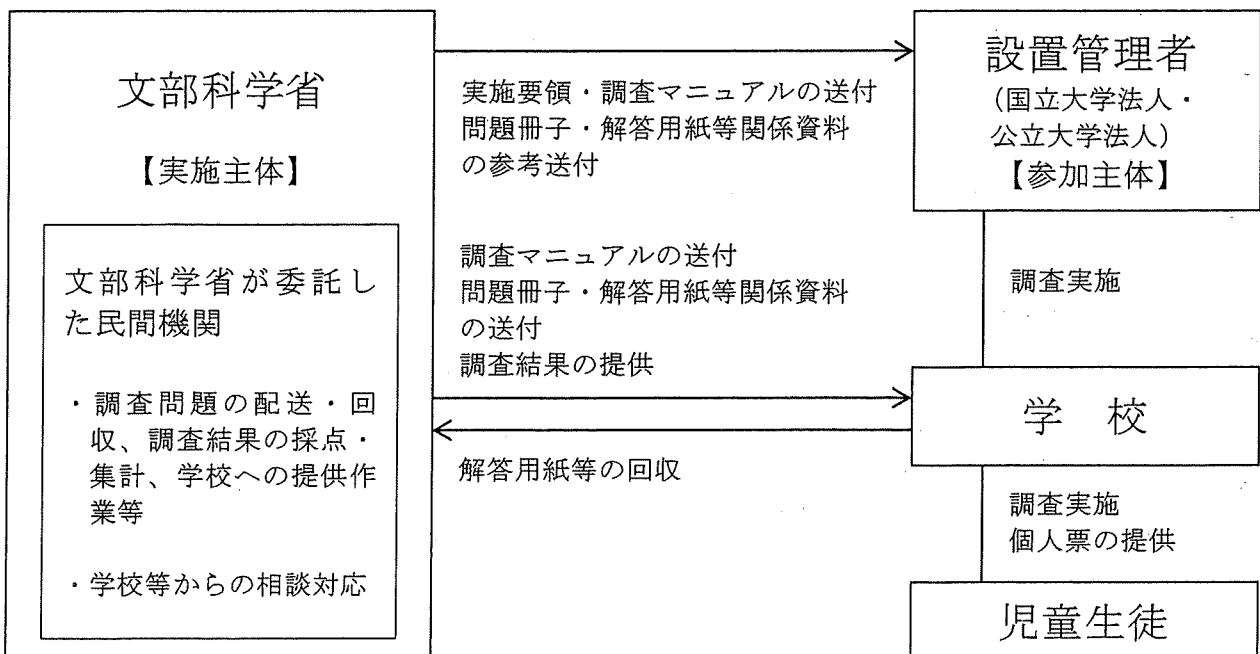 文部科学省
【実施主体】
文部科学省が委託し
た民間機関
・調査問題の配送・回
収、調査結果の採点・
集計、学校への提供作
業等
・学校等からの相談対応
実施要領・調査マニュアルの送付
問題冊子・解答用紙等関係資料
の参考送付
調査マニュアルの送付
問題冊子・解答用紙等関係資料
の送付
調査結果の提供
解答用紙等の回収
設置管理者
(国立大学法人・
公立大学法人)
【参加主体】
調査実施
学 校
調査実施
個人票の提供
児童生徒